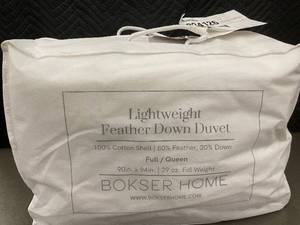 Lightweight
Feather Down Duvet
100% Cotton Shell | 80% Feather, 20% Down
Full / Queen
90in. x 94in. | 29 oz. Fill Weight
BOKSER HOME
WWW.BOKSERHOME.COM